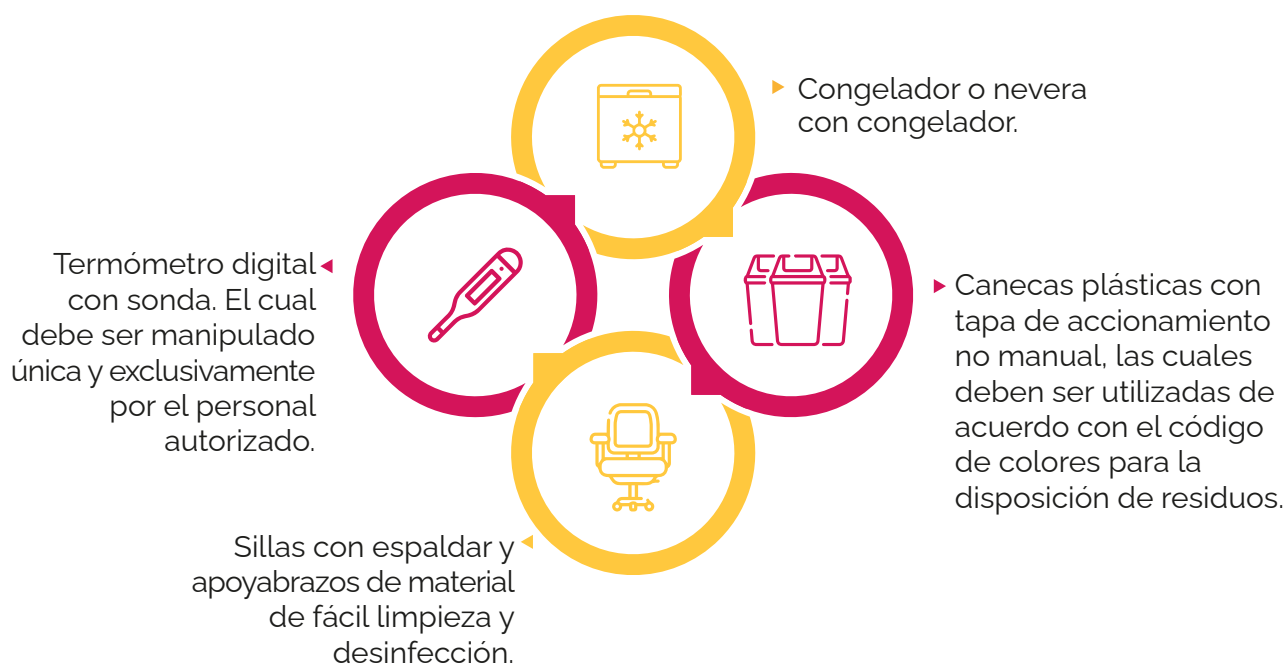 Congelador o nevera
con congelador.
Termómetro digital
con sonda. El cual
debe ser manipulado
única y exclusivamente
por el personal
autorizado.
Canecas plásticas con
tapa de accionamiento
no manual, las cuales
deben ser utilizadas de
acuerdo con el código
de colores para la
disposición de residuos.
Sillas con espaldar y
apoyabrazos de material
de fácil limpieza y
desinfección.